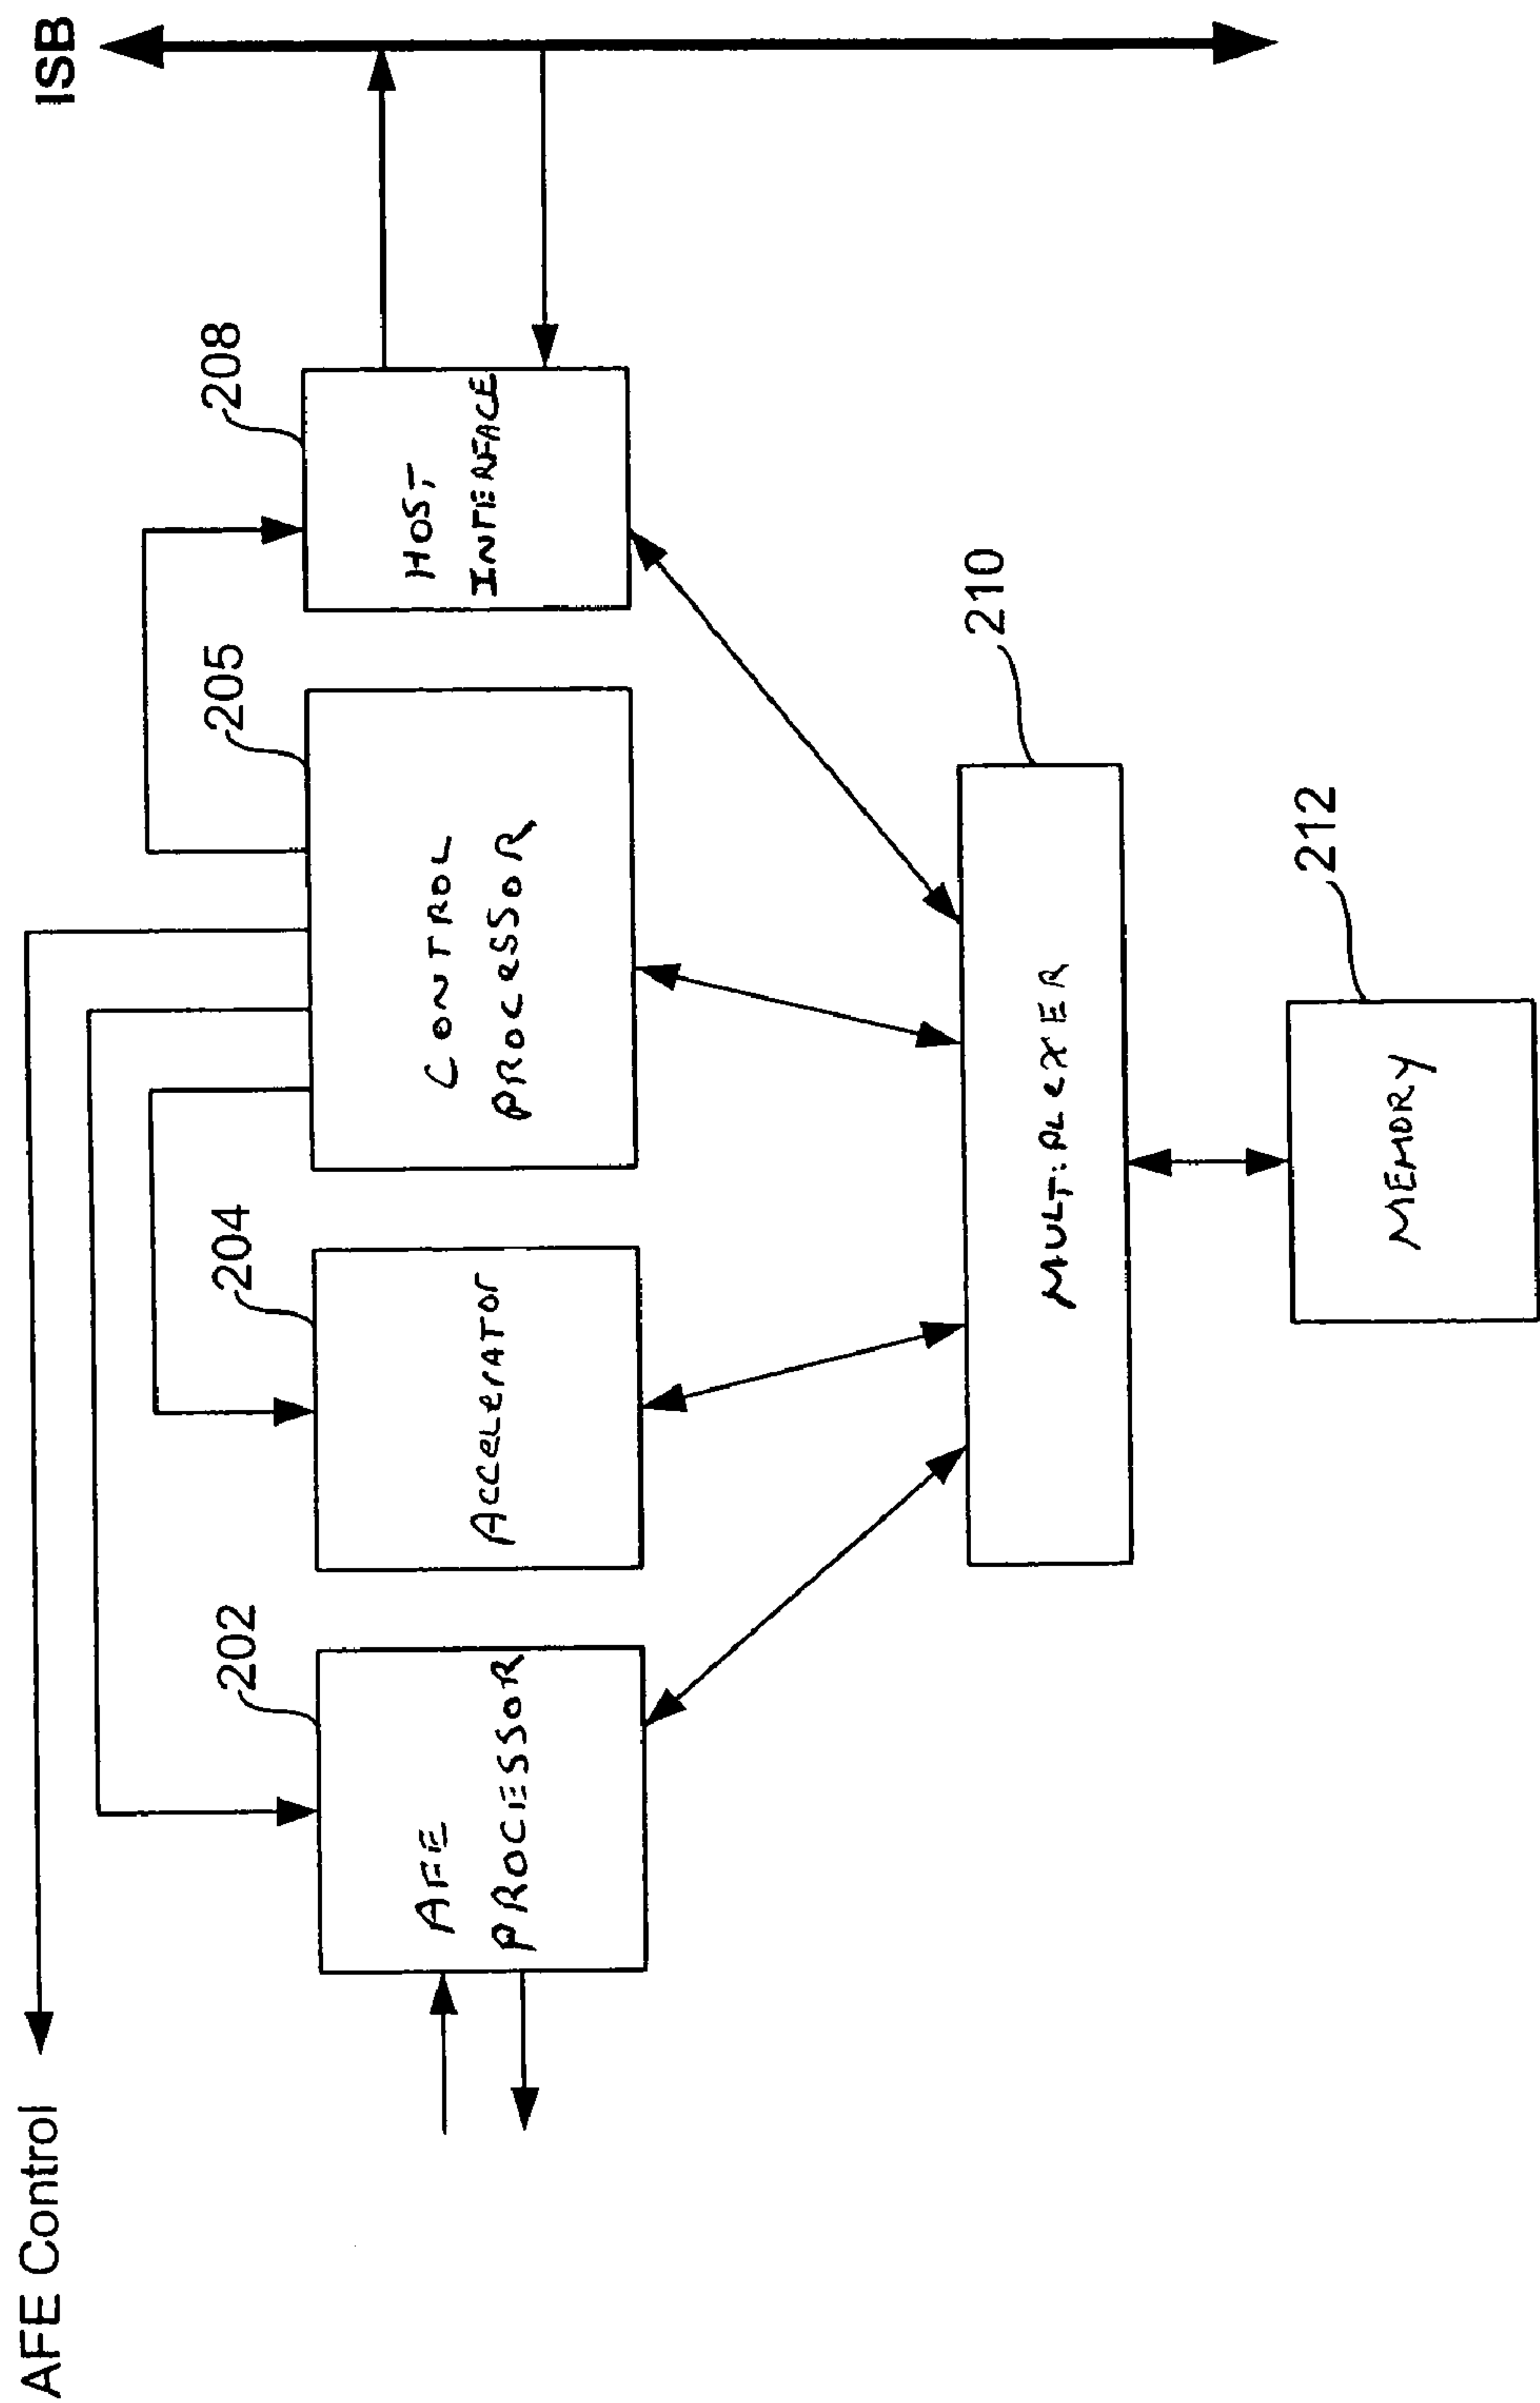 AFE Control
ISB
202
204
205
208
AFE
PROCESSOR
ACCeLerATOr
CONTROL
PROCeSSOR
HOST
INTERFACE
210
MULTiPLeXER
212
MEMORY